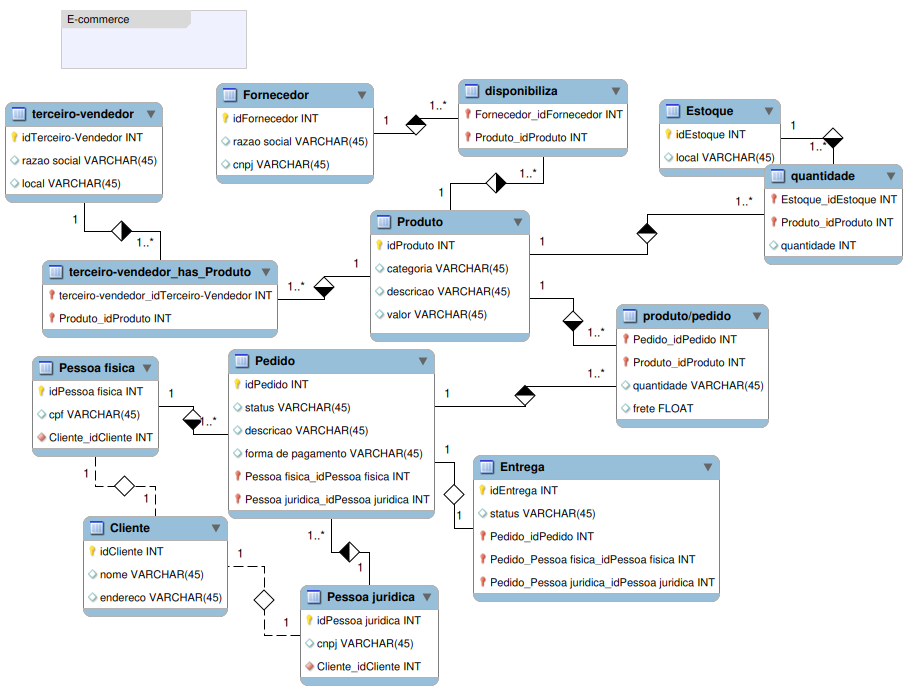 E-commerce
terceiro-vendedor
idTerceiro-Vendedor INT
razao social VARCHAR(45)
local VARCHAR(45)
Fornecedor
idFornecedor INT
razao social VARCHAR(45)
cnpj VARCHAR(45)
1
1..*
disponibiliza
Fornecedor_idFornecedor INT
Produto_idProduto INT
1..*
1
Estoque
idEstoque INT
local VARCHAR(45)
1
1..*
quantidade
Estoque_idEstoque INT
Produto_idProduto INT
quantidade INT
1
1..*
terceiro-vendedor_has_Produto
terceiro-vendedor_idTerceiro-Vendedor INT
Produto_idProduto INT
1..*
1
Produto
idProduto INT
categoria VARCHAR(45)
descricao VARCHAR(45)
valor VARCHAR(45)
1
1..*
1
1..*
produto/pedido
Pedido_idPedido INT
Produto_idProduto INT
quantidade VARCHAR(45)
frete FLOAT
Pessoa fisica
idPessoa fisica INT
cpf VARCHAR(45)
Cliente_idCliente INT
1
1..*
Pedido
idPedido INT
status VARCHAR(45)
descricao VARCHAR(45)
forma de pagamento VARCHAR(45)
Pessoa fisica_idPessoa fisica INT
Pessoa juridica_idPessoa juridica INT
1
1..*
1
1
Entrega
idEntrega INT
status VARCHAR(45)
Pedido_idPedido INT
Pedido_Pessoa fisica_idPessoa fisica INT
Pedido_Pessoa juridica_idPessoa juridica INT
1
1
Cliente
idCliente INT
nome VARCHAR(45)
endereco VARCHAR(45)
1
1
1..*
1
Pessoa juridica
idPessoa juridica INT
cnpj VARCHAR(45)
Cliente_idCliente INT